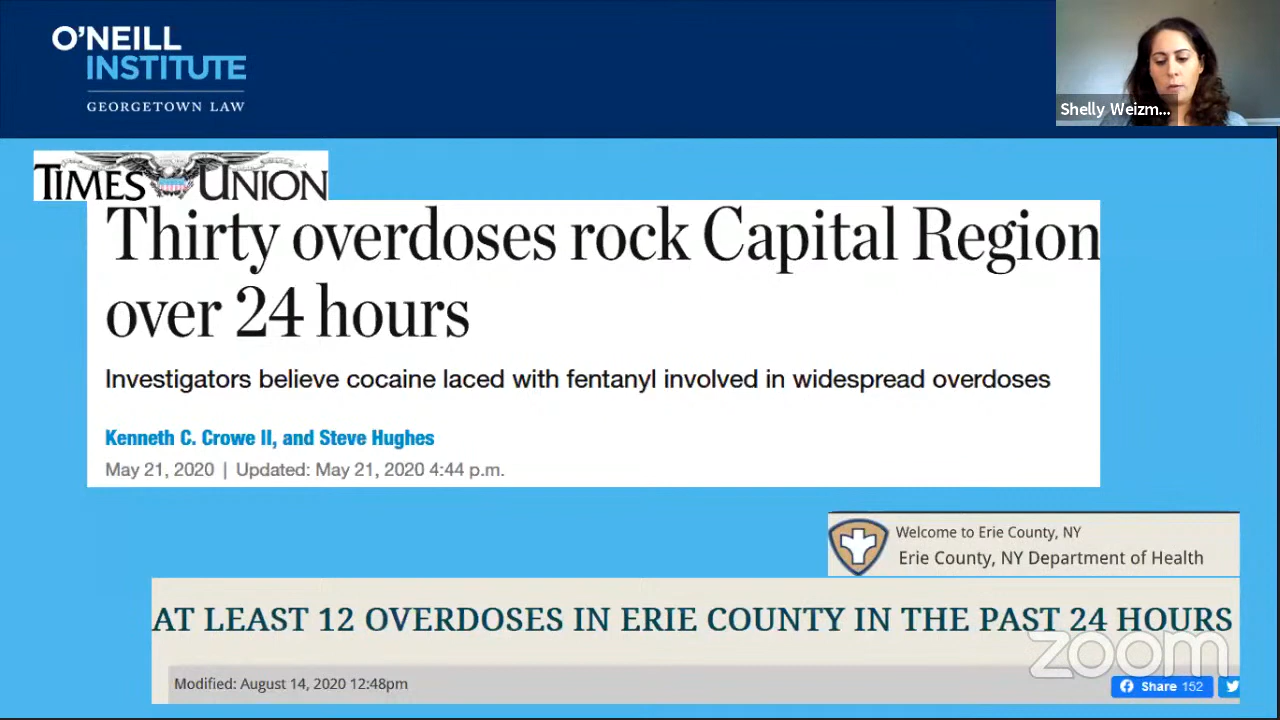 O'NEILL
INSTITUTE
GEORGETOWN LAW
Shelly Weizm...
TIMES UNION
Thirty overdoses rock Capital Region
over 24 hours
Investigators believe cocaine laced with fentanyl involved in widespread overdoses
Kenneth C. Crowe II, and Steve Hughes
May 21, 2020 | Updated: May 21, 2020 4:44 p.m.
Welcome to Erie County, NY
Erie County, NY Department of Health
AT LEAST 12 OVERDOSES IN ERIE COUNTY IN THE PAST 24 HOURS
zoom
Modified: August 14, 2020 12:48pm
Share 152